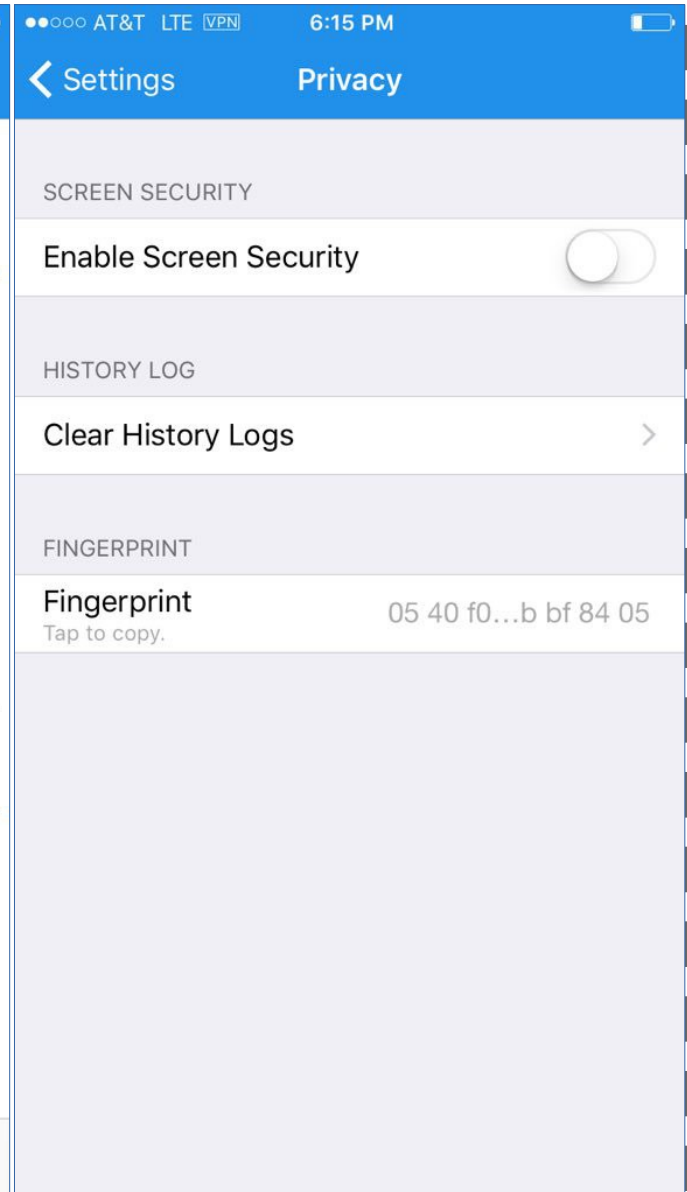 AT&T LTE VPN 6:15 PM
Settings Privacy
SCREEN SECURITY
Enable Screen Security
HISTORY LOG
Clear History Logs
FINGERPRINT
Fingerprint 05 40 f0...b bf 84 05
Tap to copy.